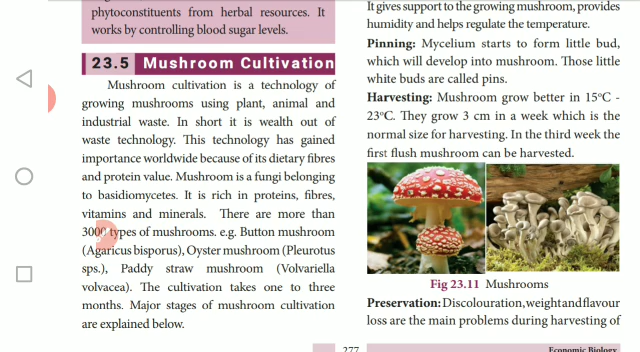 phytoconstituents from herbal resources. It
works by controlling blood sugar levels.
23.5 Mushroom Cultivation
Mushroom cultivation is a technology of
growing mushrooms using plant, animal and
industrial waste. In short it is wealth out of
waste technology. This technology has gained
importance worldwide because of its dietary fibres
and protein value. Mushroom is a fungi belonging
to basidiomycetes. It is rich in proteins, fibres,
vitamins and minerals. There are more than
3000 types of mushrooms. e.g. Button mushroom
(Agaricus bisporus), Oyster mushroom (Pleurotus
sps.), Paddy straw mushroom (Volvariella
volvacea). The cultivation takes one to three
months. Major stages of mushroom cultivation
are explained below.
It gives support to the growing mushroom, provides
humidity and helps regulate the temperature.
Pinning: Mycelium starts to form little bud,
which will develop into mushroom. Those little
white buds are called pins.
Harvesting: Mushroom grow better in 15°C -
23°C. They grow 3 cm in a week which is the
normal size for harvesting. In the third week the
first flush mushroom can be harvested.
Fig 23.11 Mushrooms
Preservation: Discolouration, weight and flavour
loss are the main problems during harvesting of
277
Economic Biology